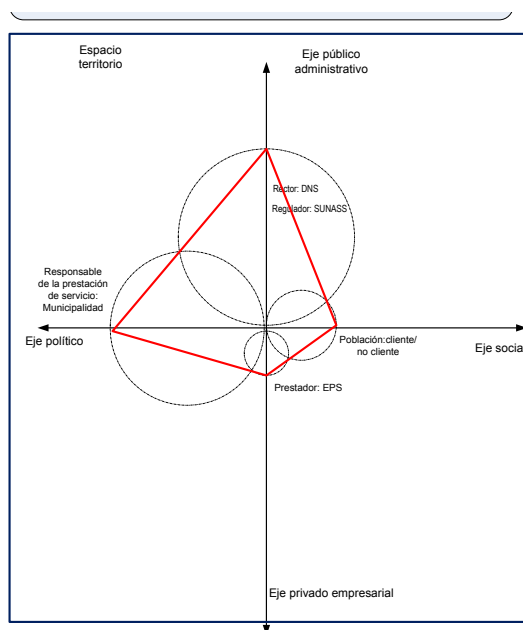 Espacio
territorio
Eje público
administrativo
Rector: DNS
Regulador: SUNASS
Responsable
de la prestación
de servicio:
Municipalidad
Eje político
Población:cliente/
no cliente
Eje social
Prestador: EPS
Eje privado empresarial